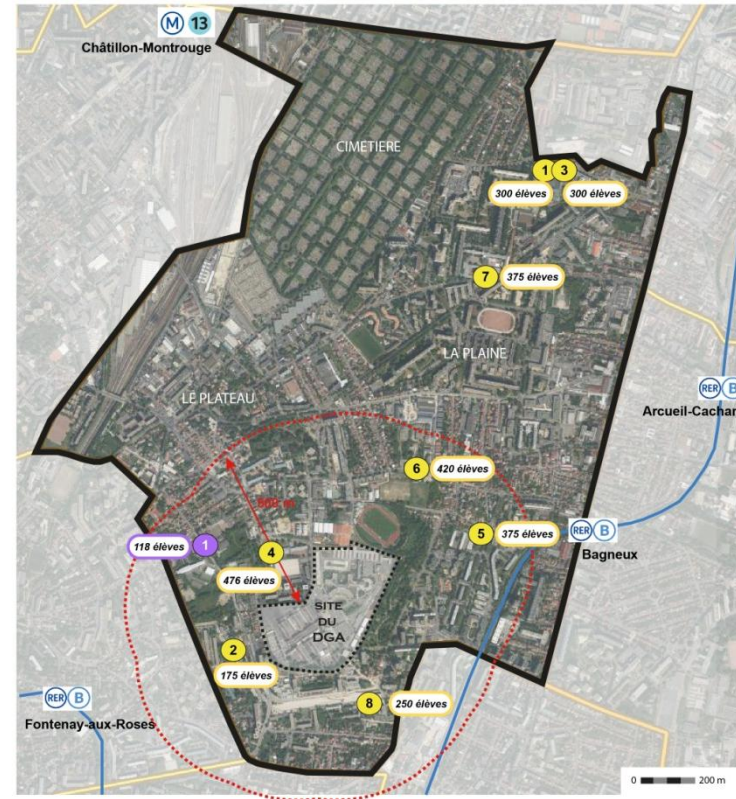 M 13
Châtillon-Montrouge
CIMETIERE
1 3
300 élèves 300 élèves
7 375 élèves
LA PLAINE
LE PLATEAU
RER B
Arcueil-Cachan
6 420 élèves
5 375 élèves
RER B
Bagneux
118 élèves 1
4
476 élèves
SITE
DU
DGA
2
175 élèves
8 250 élèves
RER B
Fontenay-aux-Roses
0 200 m